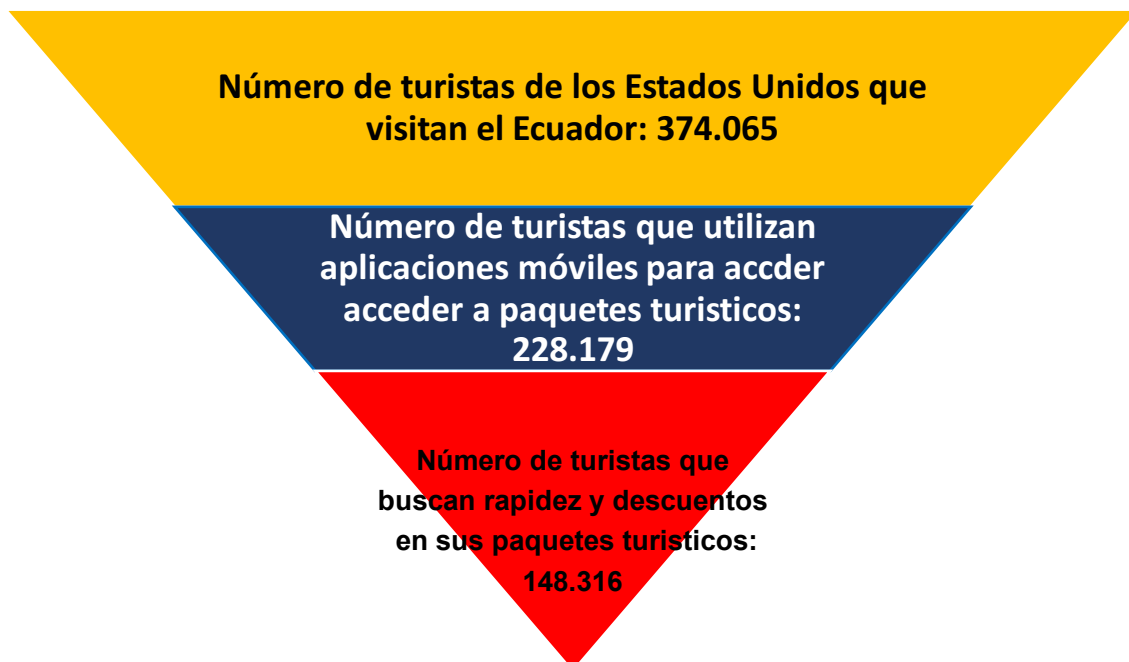 Número de turistas de los Estados Unidos que
visitan el Ecuador: 374.065
Número de turistas que utilizan
aplicaciones móviles para accder
acceder a paquetes turisticos:
228.179
Número de turistas que
buscan rapidez y descuentos
en sus paquetes turisticos:
148.316